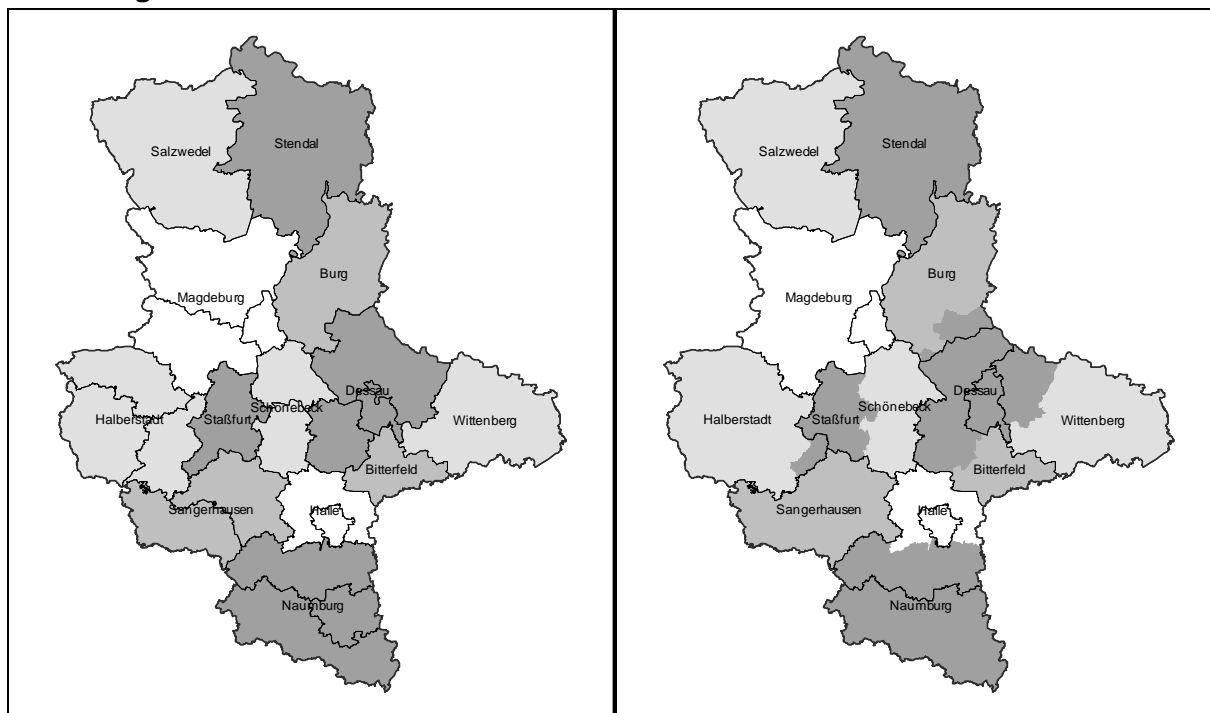 Salzwedel
Stendal
Burg
Magdeburg
Dessau
Halberstadt
Staßfurt
Schönebeck
Wittenberg
Bitterfeld
Sangerhausen
Halle
Naumburg
Salzwedel
Stendal
Burg
Magdeburg
Dessau
Halberstadt
Staßfurt
Schönebeck
Wittenberg
Bitterfeld
Sangerhausen
Halle
Naumburg